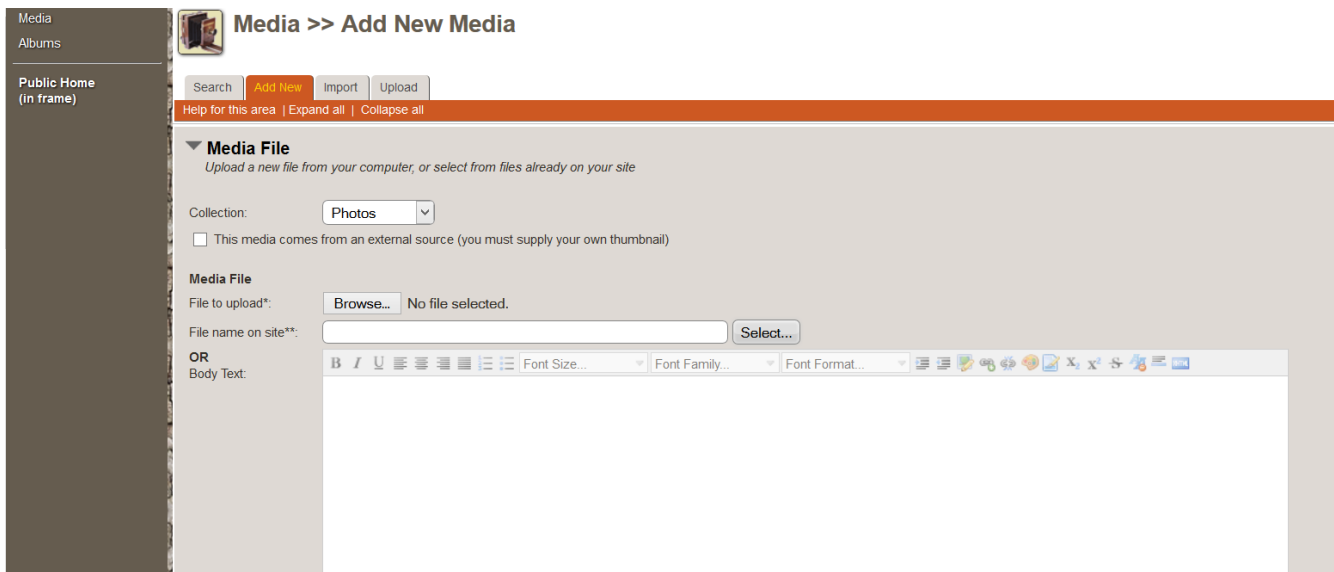 Media
Albums
Public Home
(in frame)
Media >> Add New Media
Search Add New Import Upload
Help for this area | Expand all | Collapse all
Media File
Upload a new file from your computer, or select from files already on your site
Collection: Photos
This media comes from an external source (you must supply your own thumbnail)
Media File
File to upload*: Browse... No file selected.
File name on site**: Select...
OR
Body Text:
B I U Font Size... Font Family... Font Format... X₂ X² S